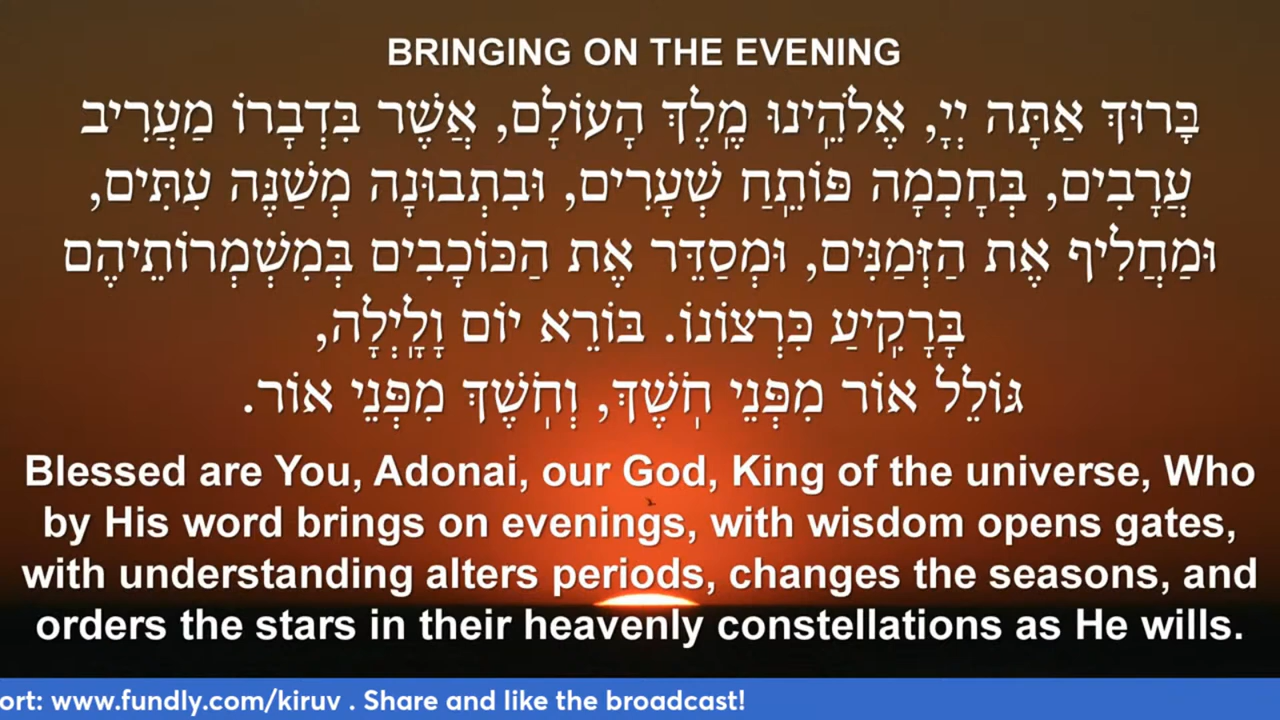 BRINGING ON THE EVENING
בָּרוּךְ אַתָּה יְיָ, אֱלֹהֵֽינוּ מֶֽלֶךְ הָעוֹלָם, אֲשֶׁר בִּדְבָרוֹ מַעֲרִיב
עֲרָבִים, בְּחָכְמָה פּוֹתֵֽחַ שְׁעָרִים, וּבִתְבוּנָה מְשַׁנֶּה עִתִּים,
וּמַחֲלִיף אֶת הַזְּמַנִּים, וּמְסַדֵּר אֶת הַכּוֹכָבִים בְּמִשְׁמְרוֹתֵיהֶם
בָּרָקִֽיעַ כִּרְצוֹנוֹ. בּוֹרֵא יוֹם וָלָֽיְלָה,
גּוֹלֵל אוֹר מִפְּנֵי חֹֽשֶׁךְ, וְחֹֽשֶׁךְ מִפְּנֵי אוֹר.
Blessed are You, Adonai, our God, King of the universe, Who
by His word brings on evenings, with wisdom opens gates,
with understanding alters periods, changes the seasons, and
orders the stars in their heavenly constellations as He wills.
ort: www.fundly.com/kiruv . Share and like the broadcast!